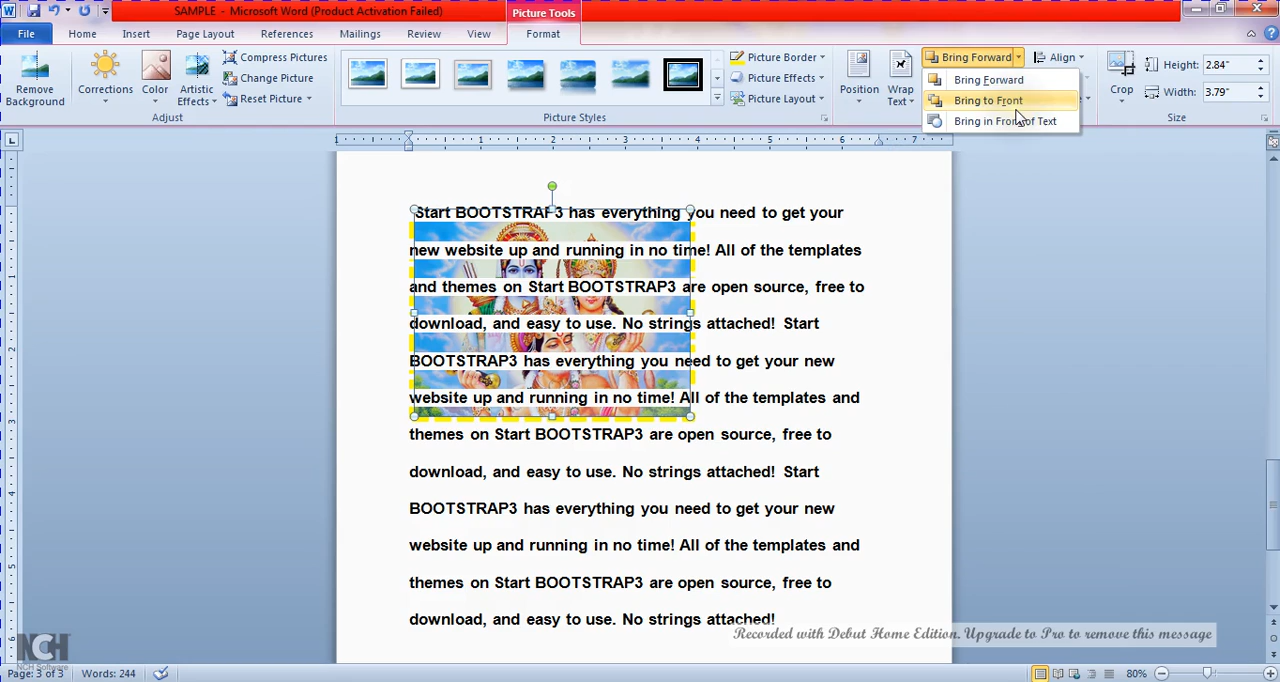 SAMPLE - Microsoft Word (Product Activation Failed)
Picture Tools
File Home Insert Page Layout References Mailings Review View Format
Remove Background
Corrections
Color
Artistic Effects
Compress Pictures
Change Picture
Reset Picture
Adjust
Picture Border
Picture Effects
Picture Layout
Picture Styles
Position
Wrap Text
Bring Forward
Align
Bring Forward
Bring to Front
Bring in Front of Text
Crop
Height: 2.84"
Width: 3.79"
Size
1 1 2 3 4 5 6 7
Start BOOTSTRAP3 has everything you need to get your
new website up and running in no time! All of the templates
and themes on Start BOOTSTRAP3 are open source, free to
download, and easy to use. No strings attached! Start
BOOTSTRAP3 has everything you need to get your new
website up and running in no time! All of the templates and
themes on Start BOOTSTRAP3 are open source, free to
download, and easy to use. No strings attached! Start
BOOTSTRAP3 has everything you need to get your new
website up and running in no time! All of the templates and
themes on Start BOOTSTRAP3 are open source, free to
download, and easy to use. No strings attached!
Recorded with Debut Home Edition. Upgrade to Pro to remove this message
NCH
NCH Software
Page: 3 of 3 Words: 244 80%